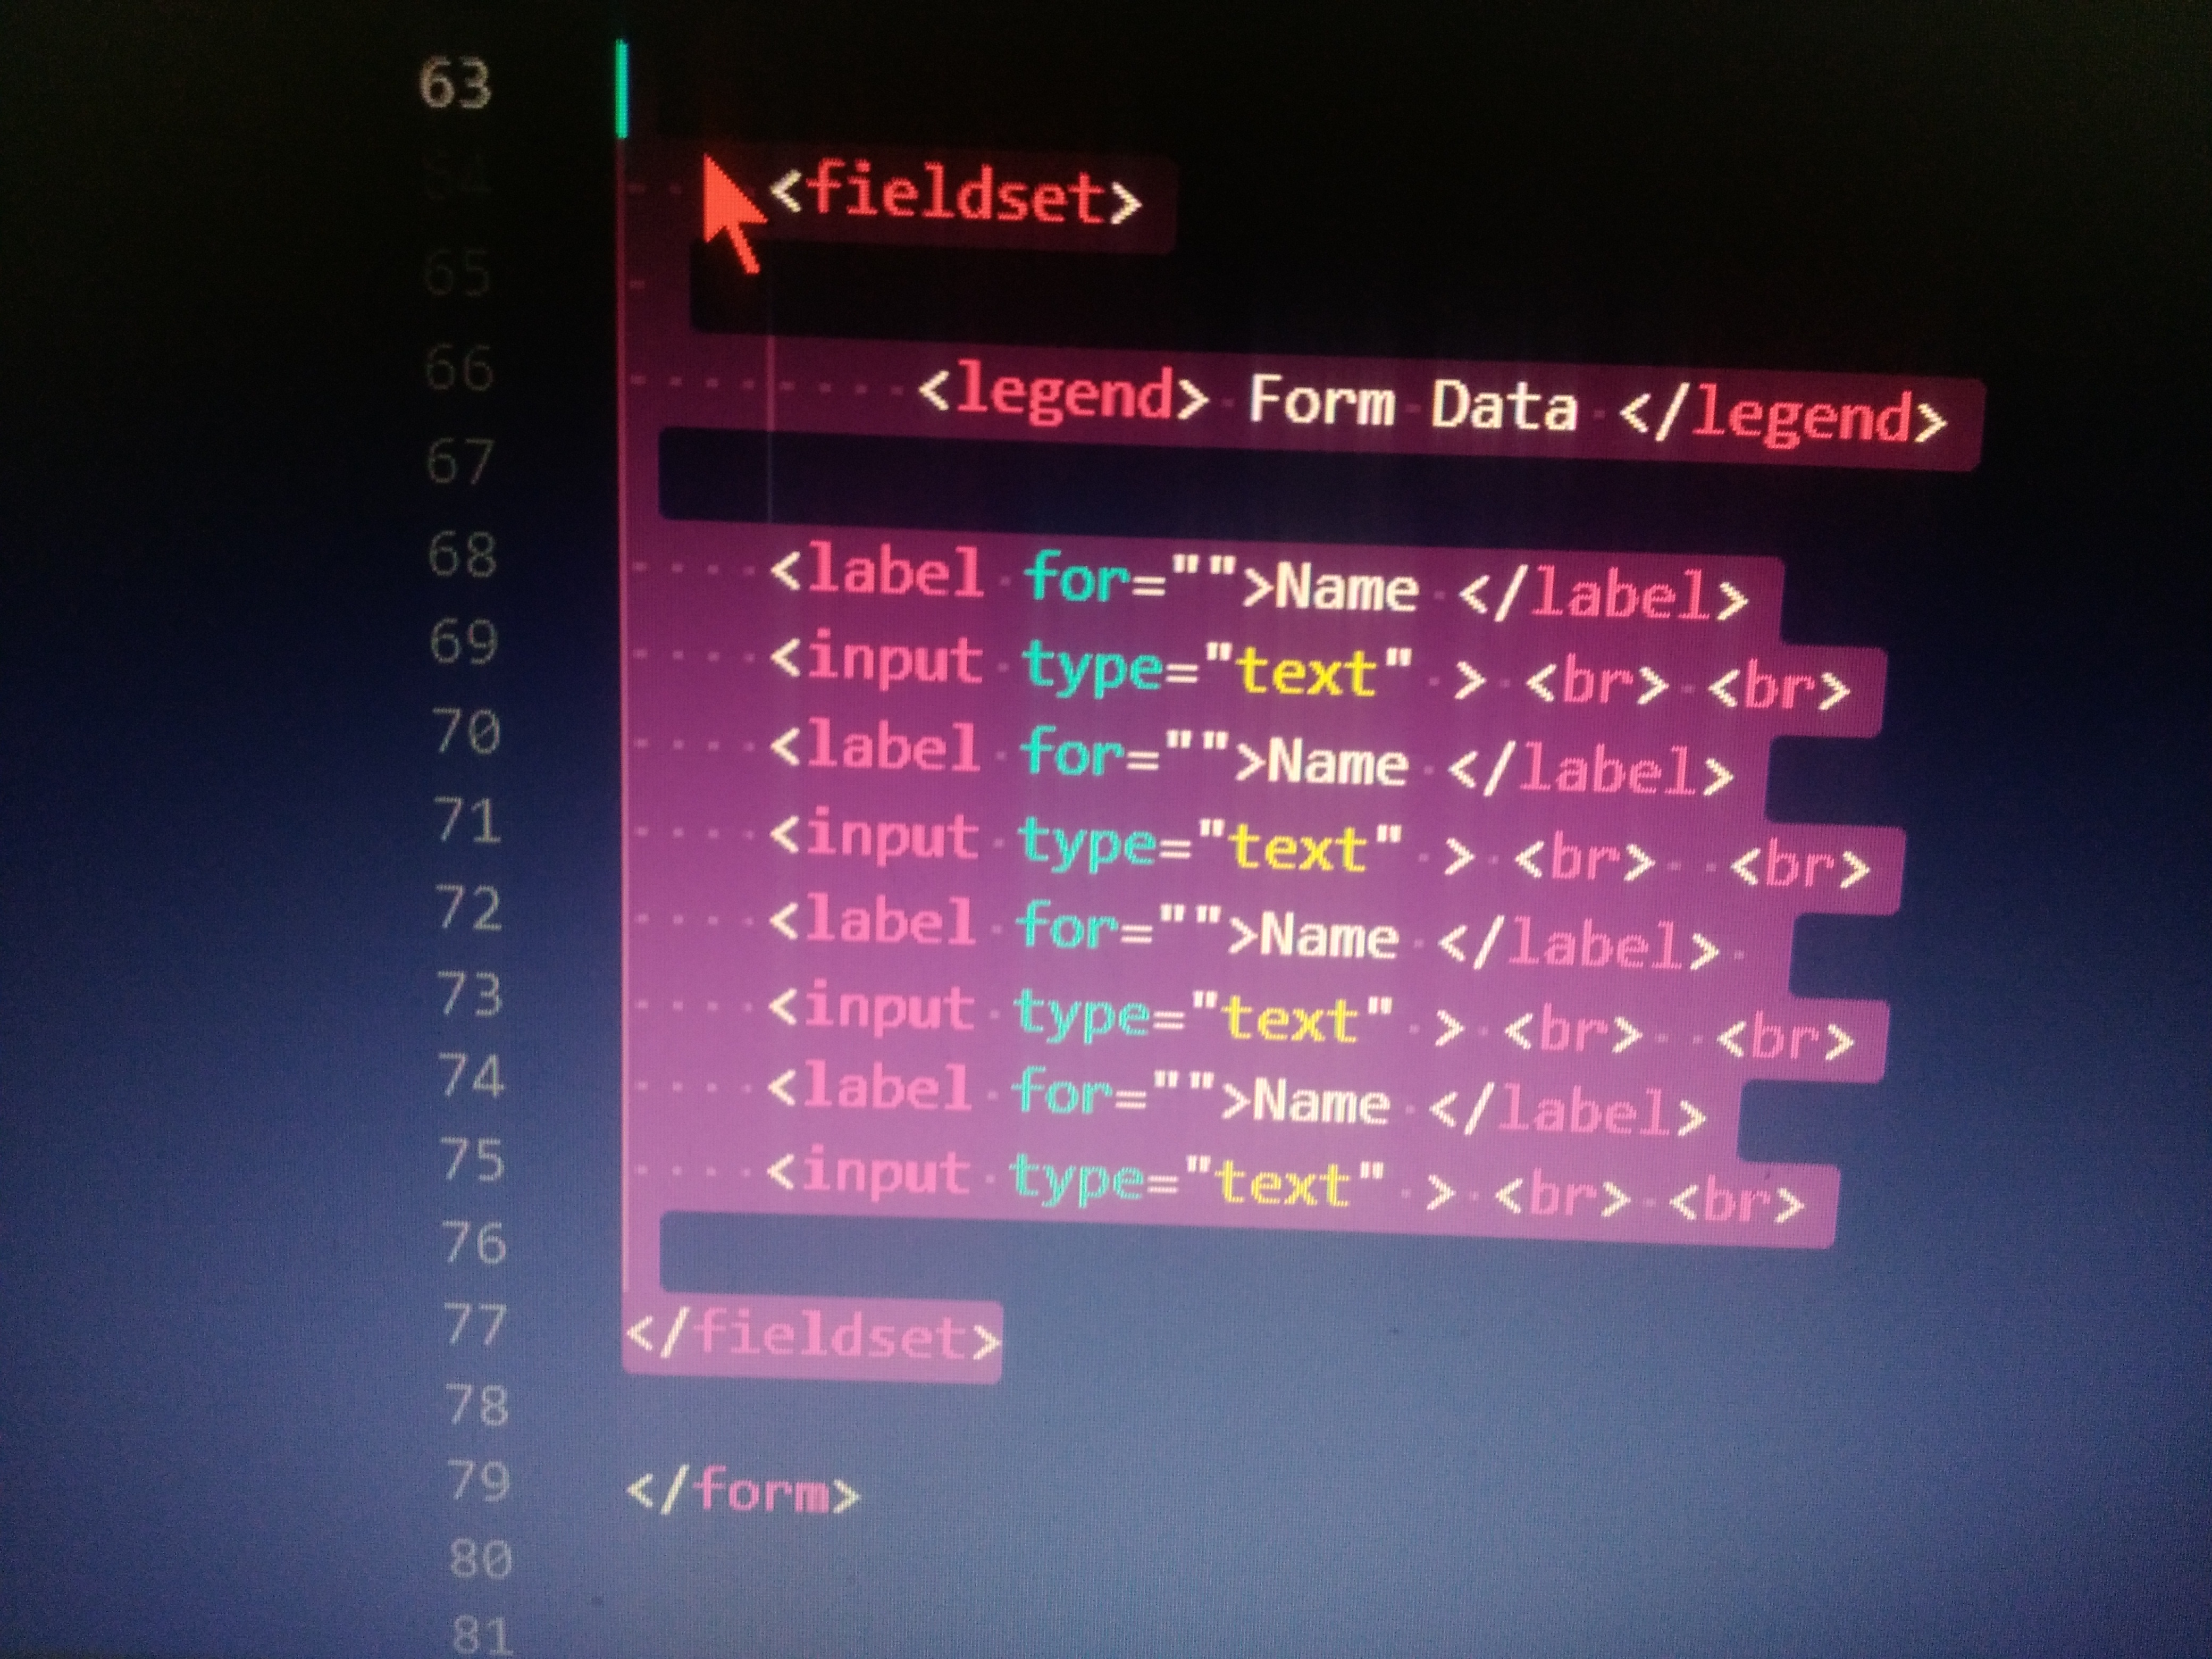 63
64 <fieldset>
65
66 <legend> Form Data </legend>
67
68 <label for="">Name </label>
69 <input type="text" > <br> <br>
70 <label for="">Name </label>
71 <input type="text" > <br>  <br>
72 <label for="">Name </label>
73 <input type="text" > <br>  <br>
74 <label for="">Name </label>
75 <input type="text" > <br> <br>
76
77 </fieldset>
78
79 </form>
80
81